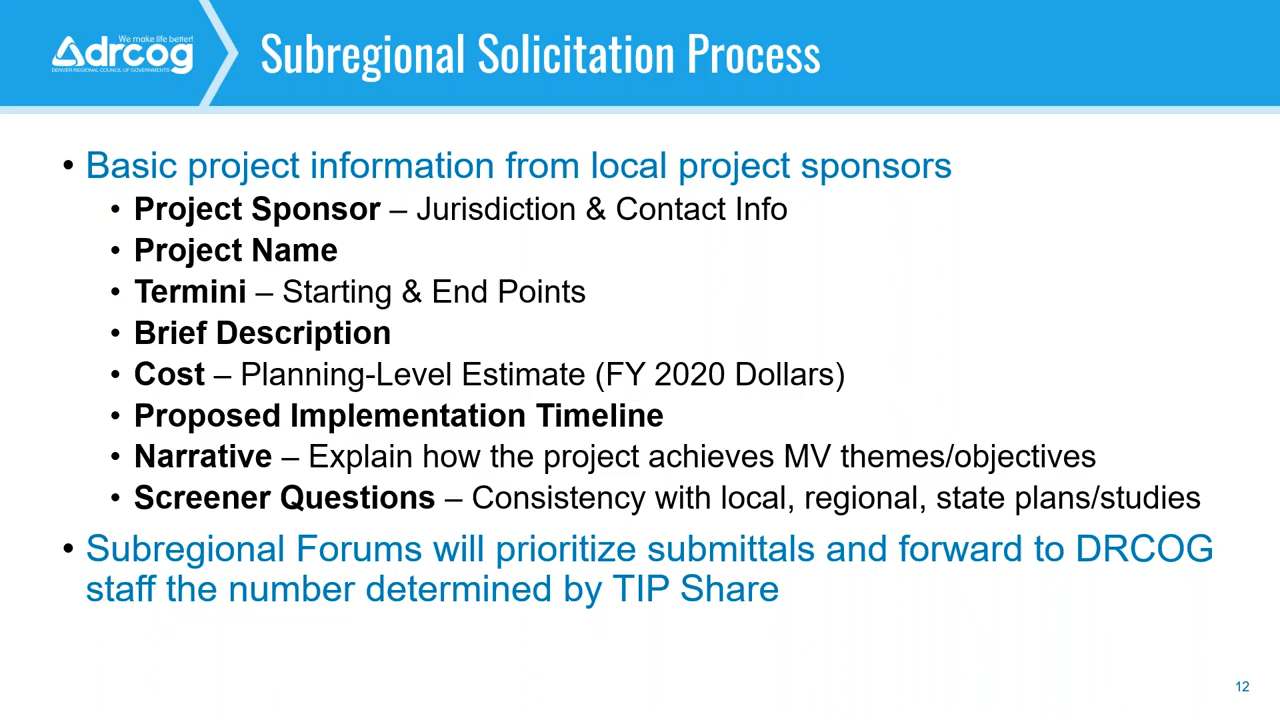 We make life better!
drcog
DENVER REGIONAL COUNCIL OF GOVERNMENTS
Subregional Solicitation Process
• Basic project information from local project sponsors
• Project Sponsor – Jurisdiction & Contact Info
• Project Name
• Termini – Starting & End Points
• Brief Description
• Cost – Planning-Level Estimate (FY 2020 Dollars)
• Proposed Implementation Timeline
• Narrative – Explain how the project achieves MV themes/objectives
• Screener Questions – Consistency with local, regional, state plans/studies
• Subregional Forums will prioritize submittals and forward to DRCOG
staff the number determined by TIP Share
12